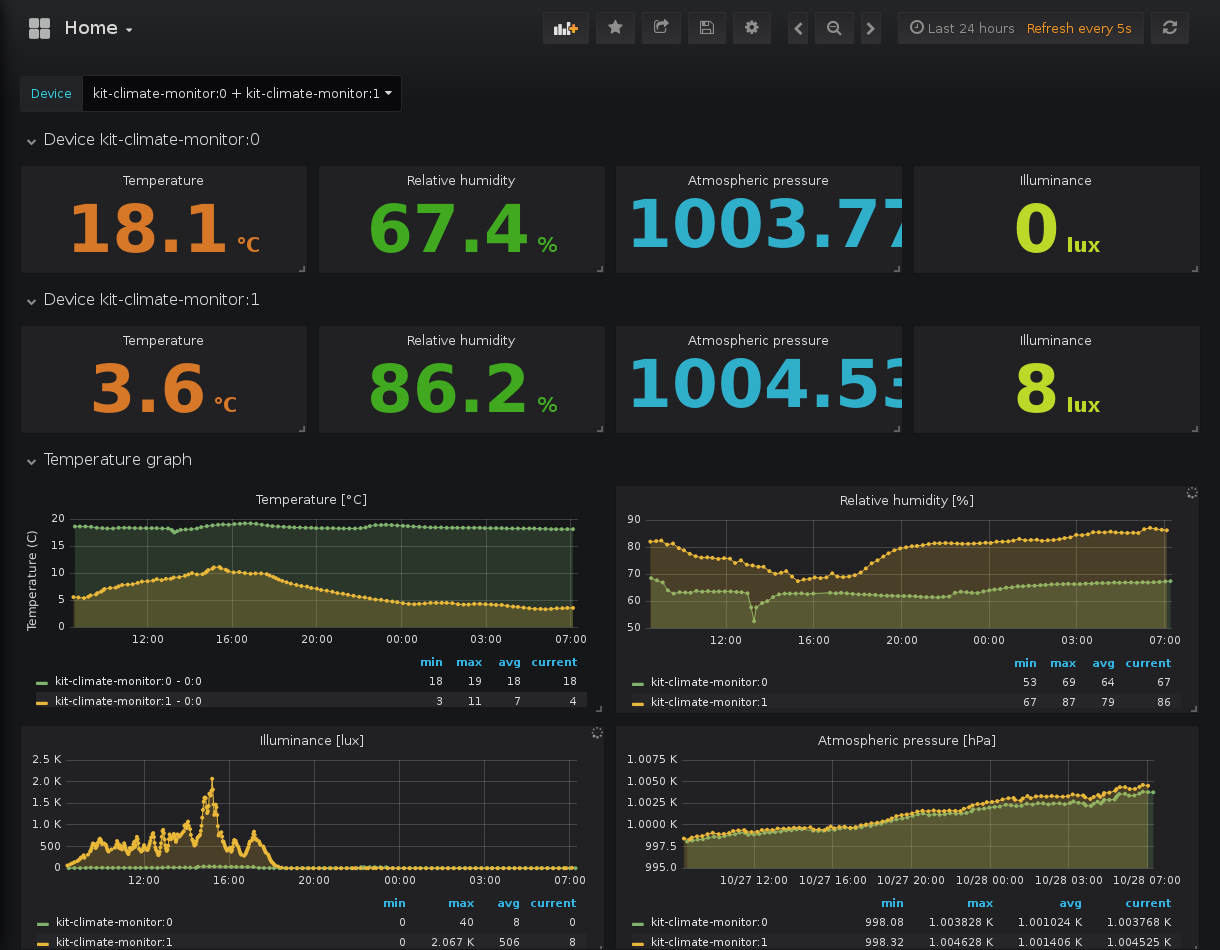 Home
Last 24 hours Refresh every 5s
Device kit-climate-monitor:0 + kit-climate-monitor:1
Device kit-climate-monitor:0
Temperature Relative humidity Atmospheric pressure Illuminance
18.1 °C 67.4 % 1003.77 0 lux
Device kit-climate-monitor:1
Temperature Relative humidity Atmospheric pressure Illuminance
3.6 °C 86.2 % 1004.53 8 lux
Temperature graph
Temperature [°C]
Temperature (C)
20
15
10
5
0
12:00 16:00 20:00 00:00 03:00 07:00
min max avg current
kit-climate-monitor:0 - 0:0 18 19 18 18
kit-climate-monitor:1 - 0:0 3 11 7 4
Relative humidity [%]
90
80
70
60
50
12:00 16:00 20:00 00:00 03:00 07:00
min max avg current
kit-climate-monitor:0 53 69 64 67
kit-climate-monitor:1 67 87 79 86
Illuminance [lux]
2.5 K
2.0 K
1.5 K
1.0 K
500
0
12:00 16:00 20:00 00:00 03:00 07:00
min max avg current
kit-climate-monitor:0 0 40 8 0
kit-climate-monitor:1 0 2.067 K 506 8
Atmospheric pressure [hPa]
1.0075 K
1.0050 K
1.0025 K
1.0000 K
997.5
995.0
10/27 12:00 10/27 16:00 10/27 20:00 10/28 00:00 10/28 03:00 10/28 07:00
min max avg current
kit-climate-monitor:0 998.08 1.003828 K 1.001024 K 1.003768 K
kit-climate-monitor:1 998.32 1.004628 K 1.001406 K 1.004525 K